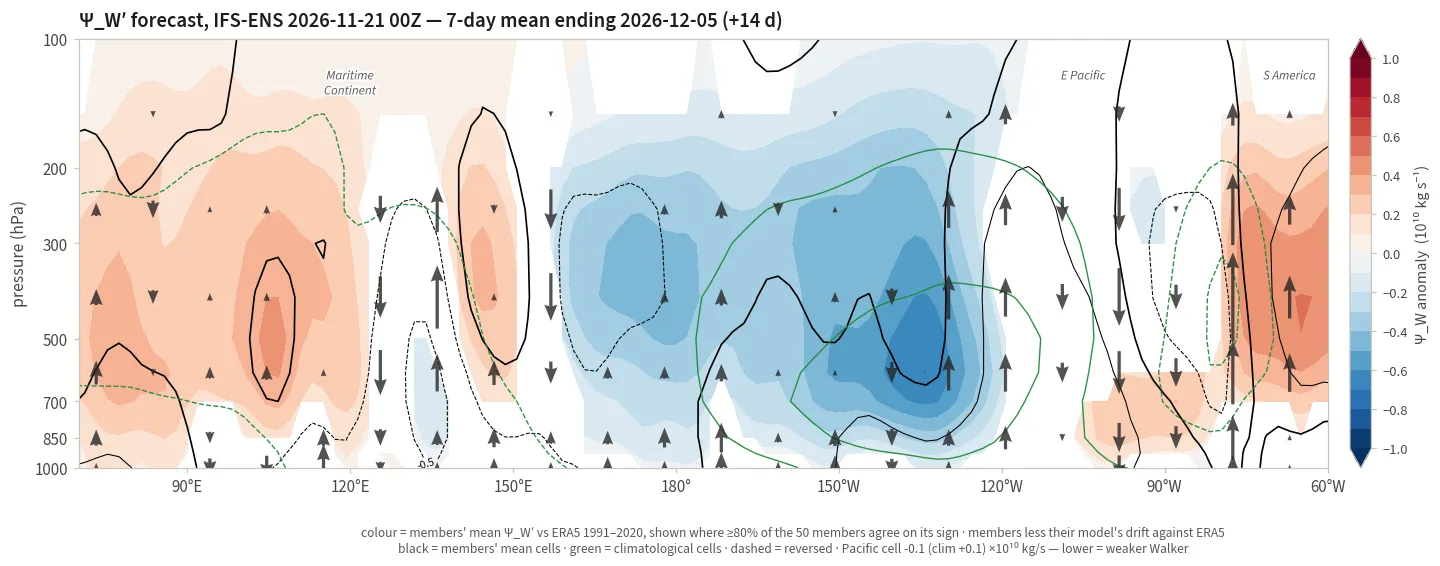 Ψ_W′ forecast, IFS-ENS 2026-11-21 00Z — 7-day mean ending 2026-12-05 (+14 d)
Maritime
Continent
E Pacific
S America
pressure (hPa)
100
200
300
400
500
700
850
1000
90°E
120°E
150°E
180°
150°W
120°W
90°W
60°W
0.5
1.0
0.8
0.6
0.4
0.2
0.0
−0.2
−0.4
−0.6
−0.8
−1.0
Ψ_W anomaly (10¹⁰ kg s⁻¹)
colour = members' mean Ψ_W′ vs ERA5 1991–2020, shown where ≥80% of the 50 members agree on its sign · members less their model's drift against ERA5
black = members' mean cells · green = climatological cells · dashed = reversed · Pacific cell -0.1 (clim +0.1) ×10¹⁰ kg/s — lower = weaker Walker